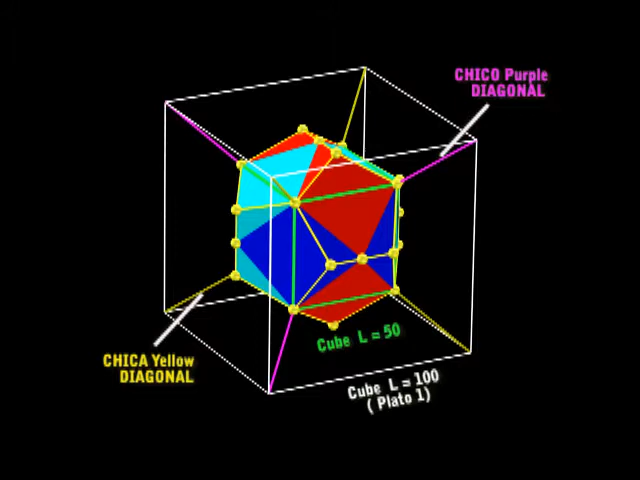 CHICO Purple
DIAGONAL
Cube L = 50
CHICA Yellow
DIAGONAL
Cube L = 100
( Plato 1)